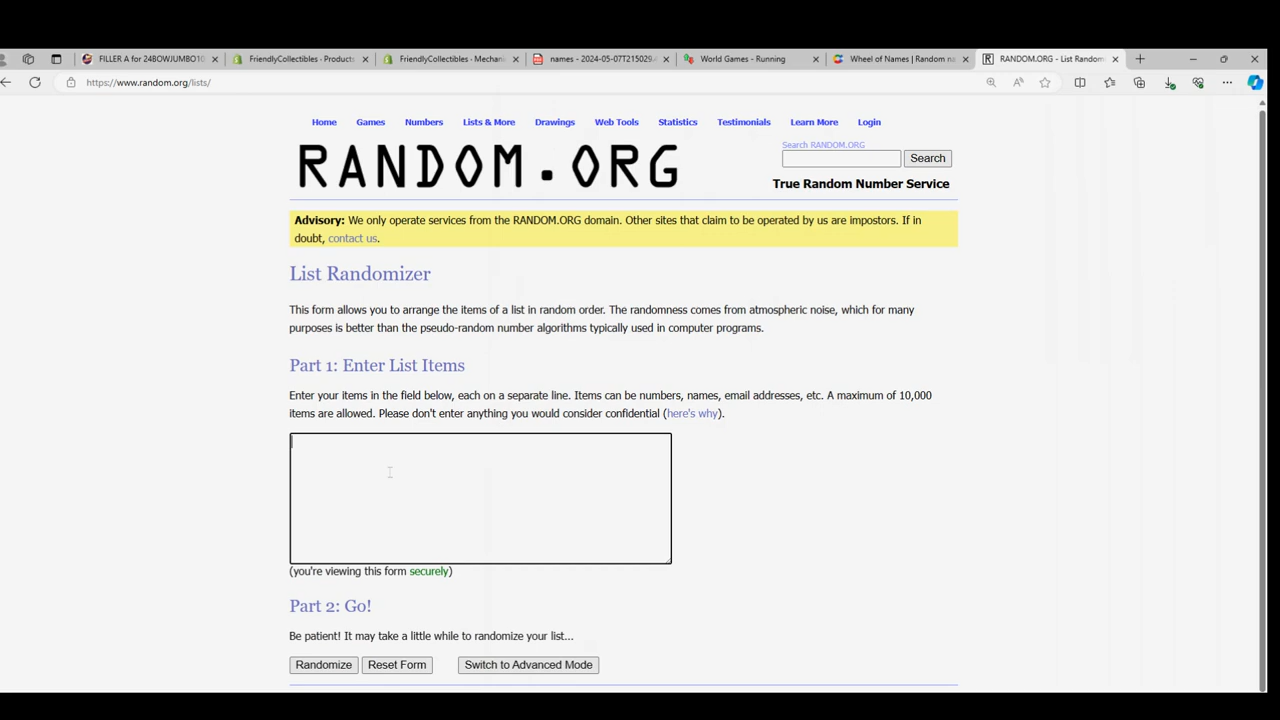 FILLER A for 24BOWJUMBO10
FriendlyCollectibles · Products
FriendlyCollectibles · Mechani
names - 2024-05-07T215029.
World Games - Running
Wheel of Names | Random na
RANDOM.ORG - List Random
https://www.random.org/lists/
Home Games Numbers Lists & More Drawings Web Tools Statistics Testimonials Learn More Login
RANDOM.ORG
Search RANDOM.ORG
Search
True Random Number Service
Advisory: We only operate services from the RANDOM.ORG domain. Other sites that claim to be operated by us are impostors. If in
doubt, contact us.
List Randomizer
This form allows you to arrange the items of a list in random order. The randomness comes from atmospheric noise, which for many
purposes is better than the pseudo-random number algorithms typically used in computer programs.
Part 1: Enter List Items
Enter your items in the field below, each on a separate line. Items can be numbers, names, email addresses, etc. A maximum of 10,000
items are allowed. Please don't enter anything you would consider confidential (here's why).
(you're viewing this form securely)
Part 2: Go!
Be patient! It may take a little while to randomize your list...
Randomize Reset Form Switch to Advanced Mode